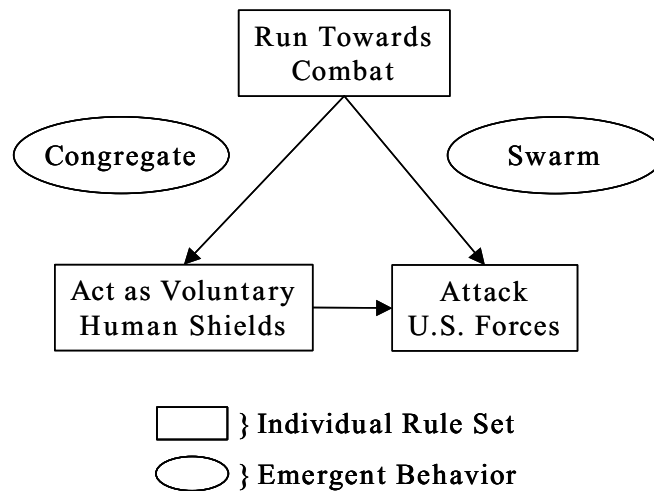 Run Towards
Combat
Congregate
Swarm
Act as Voluntary
Human Shields
Attack
U.S. Forces
} Individual Rule Set
} Emergent Behavior